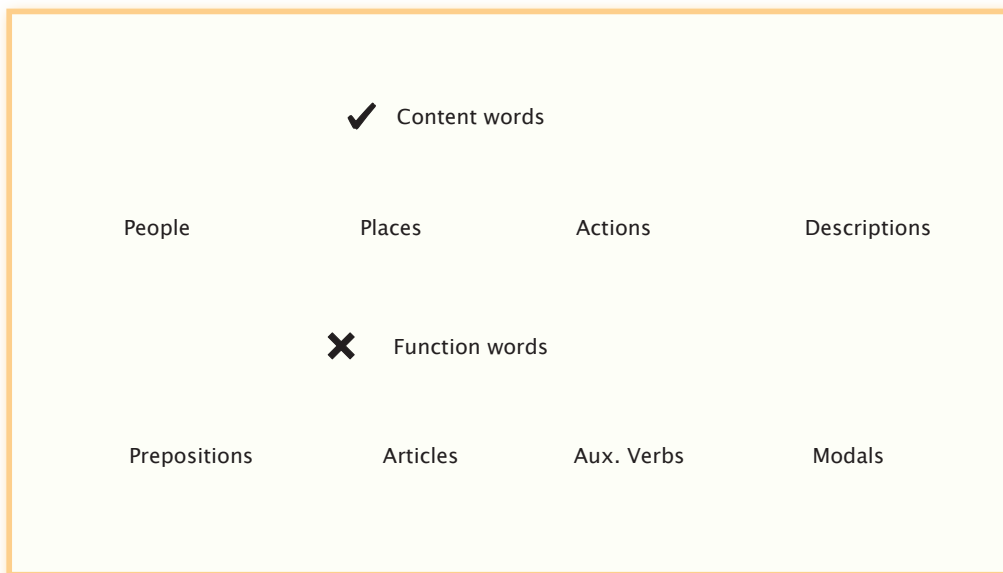 ✔ Content words
People Places Actions Descriptions
✖ Function words
Prepositions Articles Aux. Verbs Modals